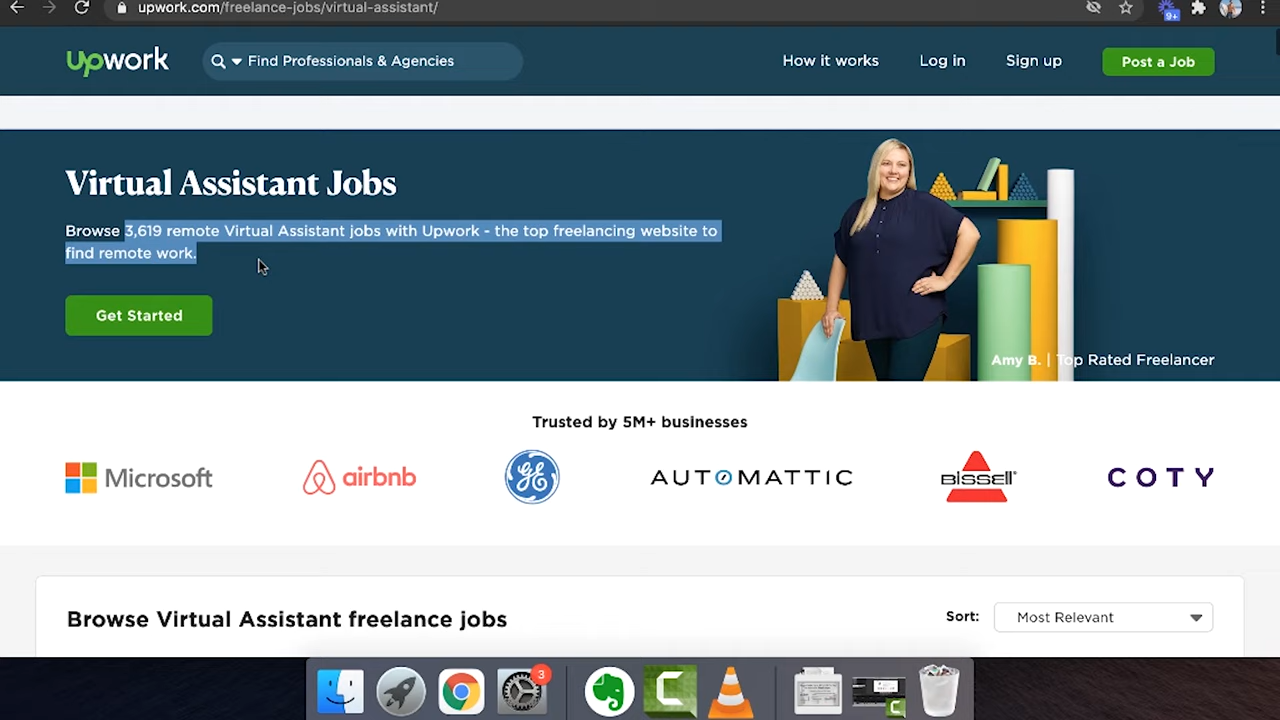 upwork.com/freelance-jobs/virtual-assistant/
9+
upwork
Find Professionals & Agencies
How it works
Log in
Sign up
Post a Job
Virtual Assistant Jobs
Browse 3,619 remote Virtual Assistant jobs with Upwork - the top freelancing website to
find remote work.
Get Started
Amy B. | Top Rated Freelancer
Trusted by 5M+ businesses
Microsoft
airbnb
GE
AUTOMATTIC
BISSELL
COTY
Browse Virtual Assistant freelance jobs
Sort:
Most Relevant
3